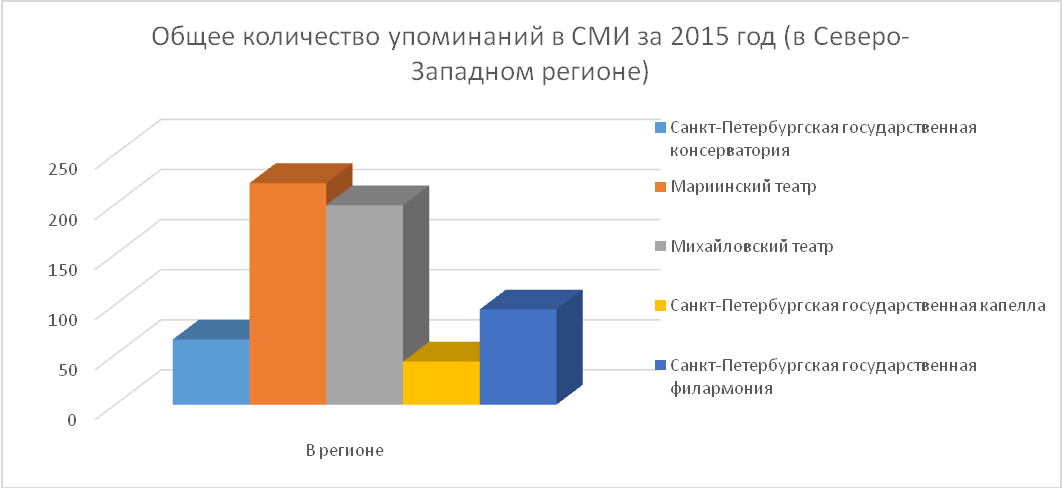 Общее количество упоминаний в СМИ за 2015 год (в Северо-
Западном регионе)
250
200
150
100
50
0
В регионе
Санкт-Петербургская государственная
консерватория
Мариинский театр
Михайловский театр
Санкт-Петербургская государственная капелла
Санкт-Петербургская государственная
филармония